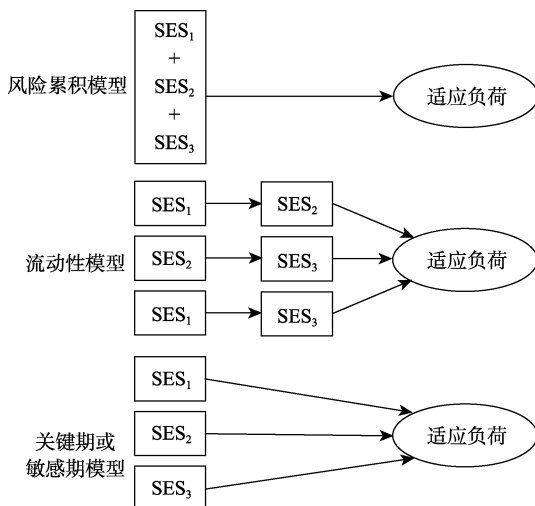 SES₁
+
SES₂
+
SES₃
风险累积模型
适应负荷
SES₁
SES₂
SES₂
SES₃
SES₁
SES₃
流动性模型
适应负荷
SES₁
SES₂
SES₃
关键期或
敏感期模型
适应负荷